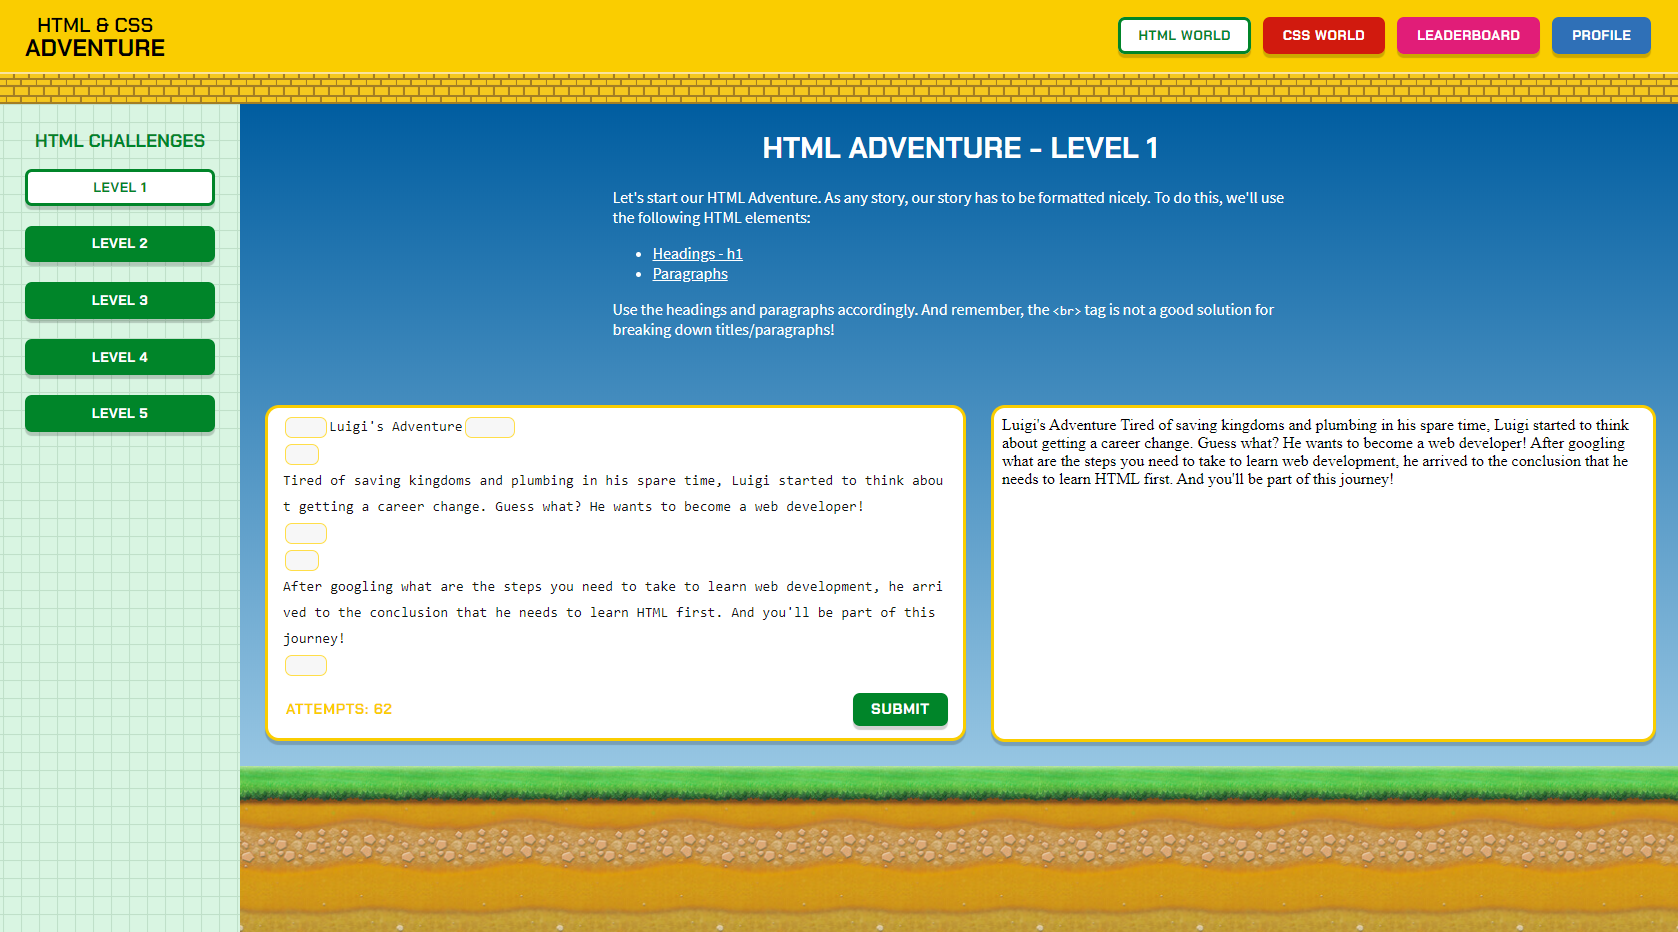 HTML & CSS
ADVENTURE
HTML WORLD
CSS WORLD
LEADERBOARD
PROFILE
HTML CHALLENGES
LEVEL 1
LEVEL 2
LEVEL 3
LEVEL 4
LEVEL 5
HTML ADVENTURE - LEVEL 1
Let's start our HTML Adventure. As any story, our story has to be formatted nicely. To do this, we'll use
the following HTML elements:
• Headings - h1
• Paragraphs
Use the headings and paragraphs accordingly. And remember, the <br> tag is not a good solution for
breaking down titles/paragraphs!
Luigi's Adventure
Tired of saving kingdoms and plumbing in his spare time, Luigi started to think abou
t getting a career change. Guess what? He wants to become a web developer!
After googling what are the steps you need to take to learn web development, he arri
ved to the conclusion that he needs to learn HTML first. And you'll be part of this
journey!
ATTEMPTS: 62
SUBMIT
Luigi's Adventure Tired of saving kingdoms and plumbing in his spare time, Luigi started to think
about getting a career change. Guess what? He wants to become a web developer! After googling
what are the steps you need to take to learn web development, he arrived to the conclusion that he
needs to learn HTML first. And you'll be part of this journey!